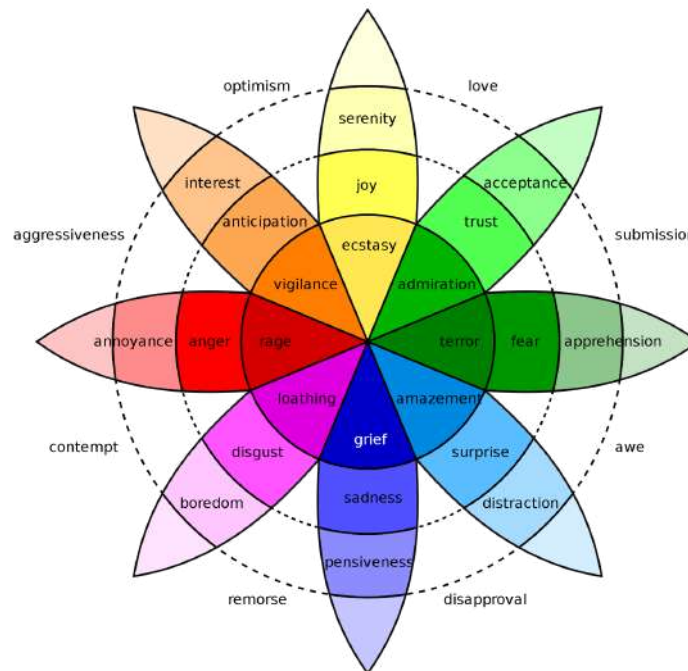 optimism
love
serenity
interest
acceptance
joy
anticipation
trust
aggressiveness
submission
ecstasy
vigilance
admiration
annoyance
anger
rage
terror
fear
apprehension
loathing
amazement
contempt
grief
awe
disgust
surprise
boredom
sadness
distraction
pensiveness
remorse
disapproval